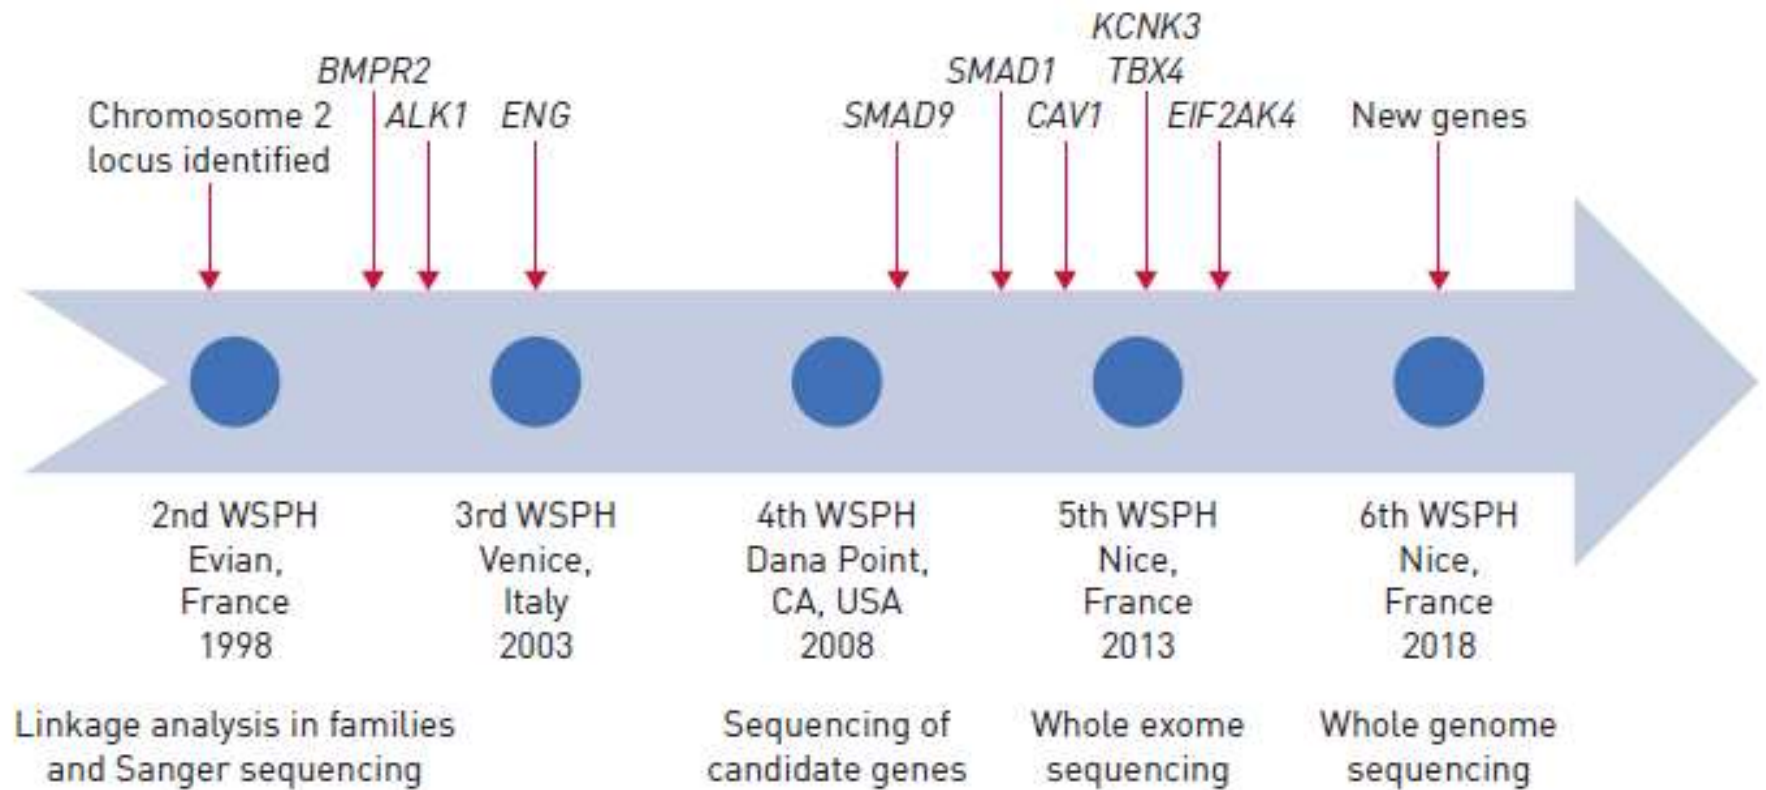 KCNK3
BMPR2
SMAD1
TBX4
Chromosome 2
locus identified
ALK1
ENG
SMAD9
CAV1
EIF2AK4
New genes
2nd WSPH
Evian,
France
1998
3rd WSPH
Venice,
Italy
2003
4th WSPH
Dana Point,
CA, USA
2008
5th WSPH
Nice,
France
2013
6th WSPH
Nice,
France
2018
Linkage analysis in families
and Sanger sequencing
Sequencing of
candidate genes
Whole exome
sequencing
Whole genome
sequencing